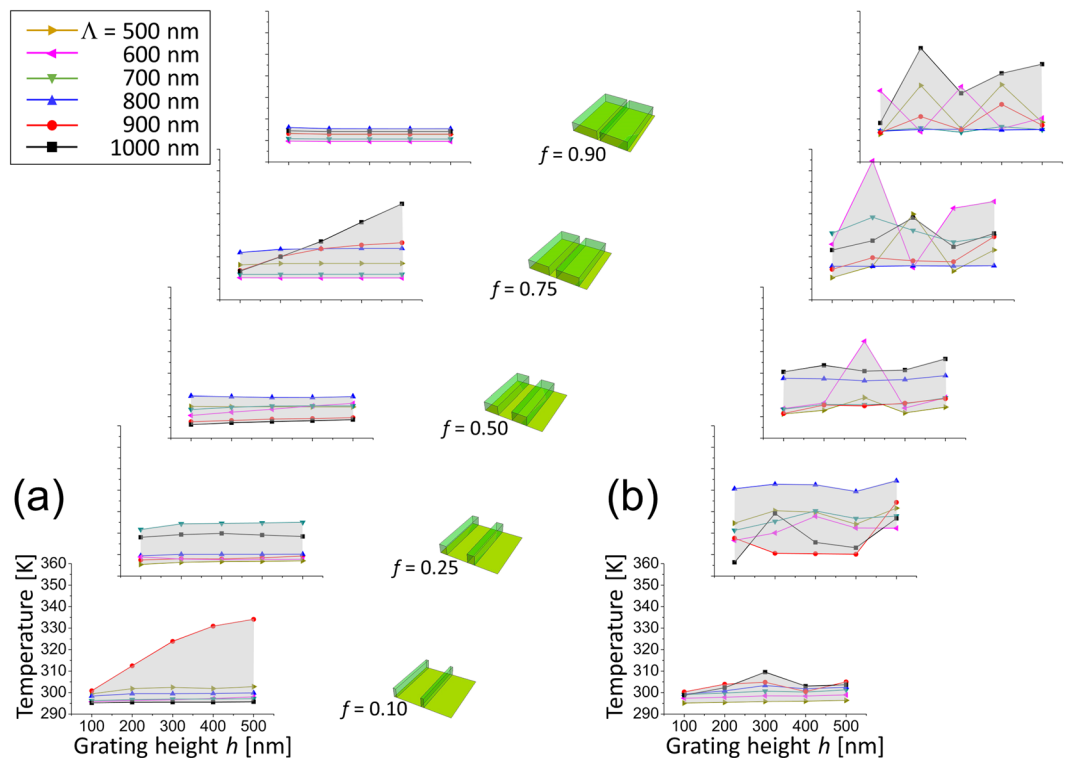 Λ = 500 nm
600 nm
700 nm
800 nm
900 nm
1000 nm
f = 0.90
f = 0.75
f = 0.50
f = 0.25
f = 0.10
(a)
Temperature [K]
360
350
340
330
320
310
300
290
100 200 300 400 500
Grating height h [nm]
(b)
Temperature [K]
360
350
340
330
320
310
300
290
100 200 300 400 500
Grating height h [nm]